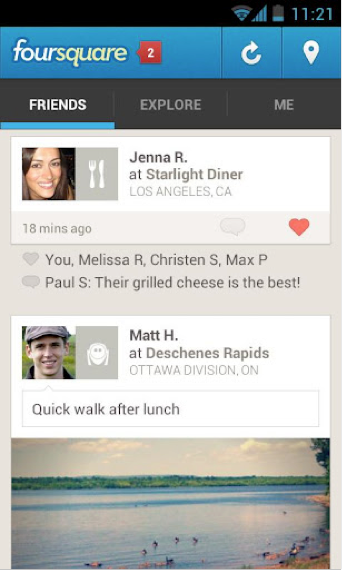 11:21
foursquare 2
FRIENDS EXPLORE ME
Jenna R.
at Starlight Diner
LOS ANGELES, CA
18 mins ago
You, Melissa R, Christen S, Max P
Paul S: Their grilled cheese is the best!
Matt H.
at Deschenes Rapids
OTTAWA DIVISION, ON
Quick walk after lunch